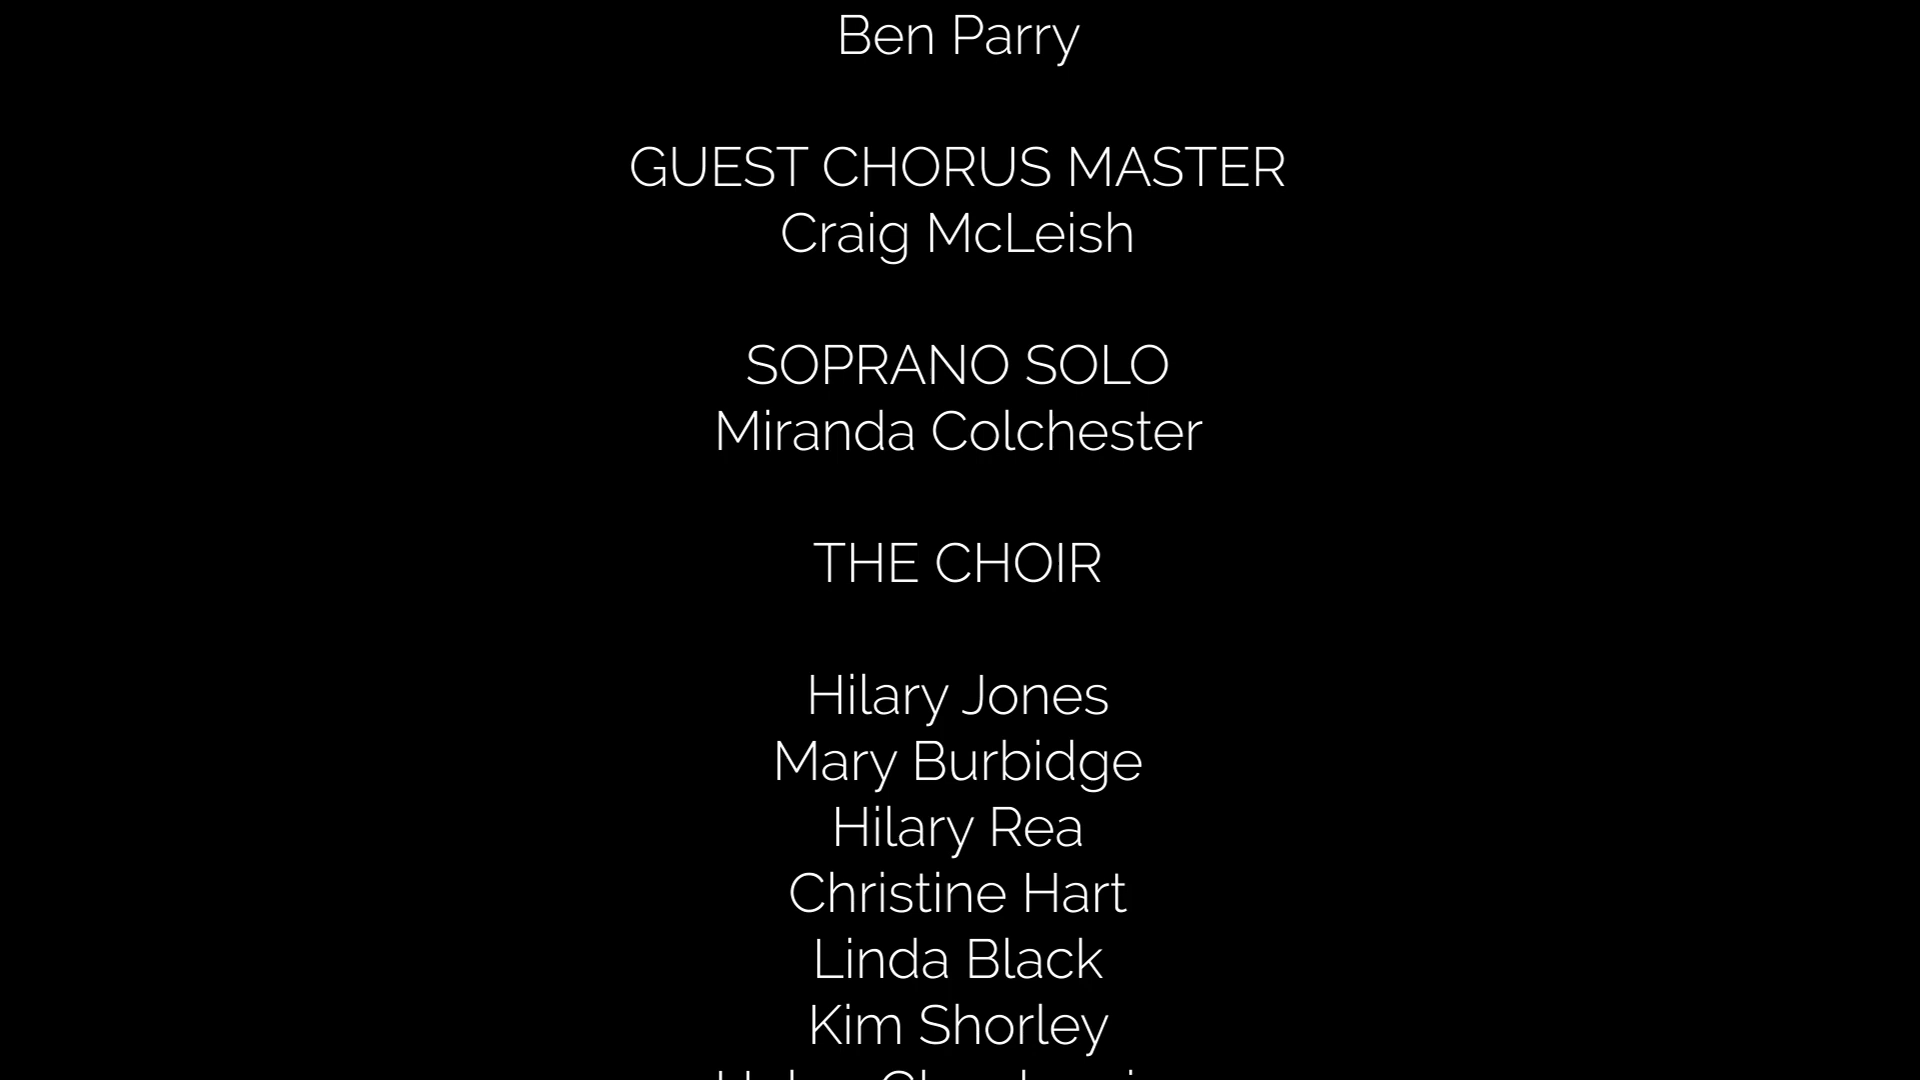 Ben Parry
GUEST CHORUS MASTER
Craig McLeish
SOPRANO SOLO
Miranda Colchester
THE CHOIR
Hilary Jones
Mary Burbidge
Hilary Rea
Christine Hart
Linda Black
Kim Shorley